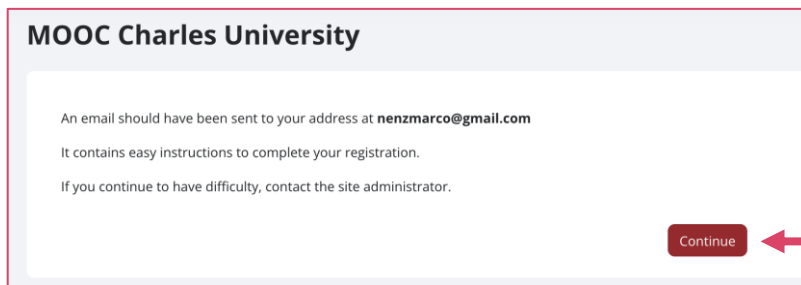 MOOC Charles University
An email should have been sent to your address at nenzmarco@gmail.com
It contains easy instructions to complete your registration.
If you continue to have difficulty, contact the site administrator.
Continue